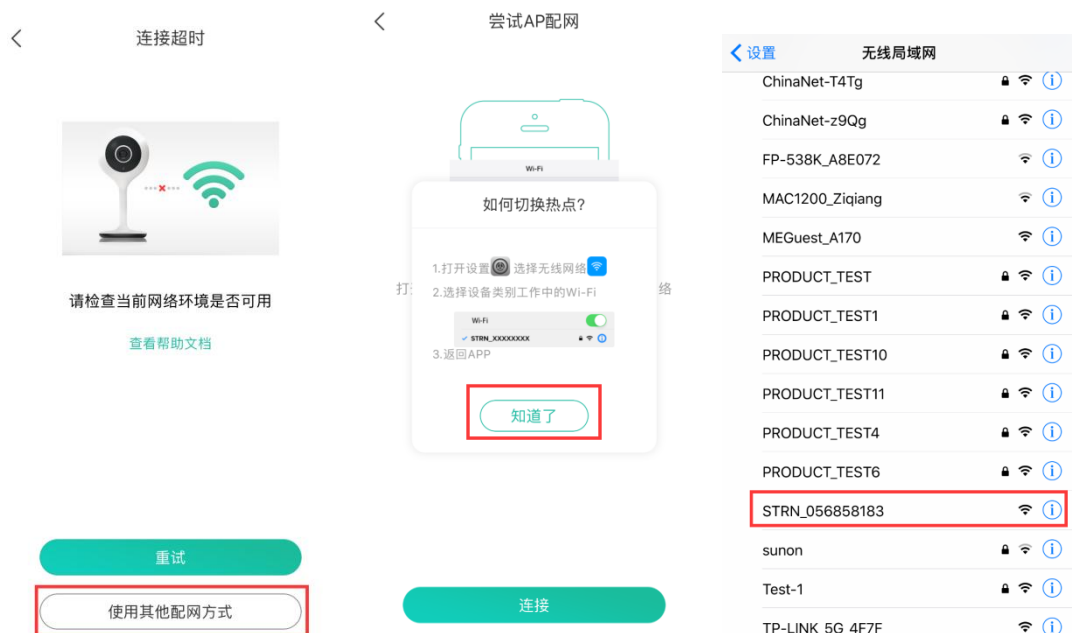 连接超时
请检查当前网络环境是否可用
查看帮助文档
重试
使用其他配网方式
尝试AP配网
Wi-Fi
如何切换热点?
1.打开设置 选择无线网络
打
络
2.选择设备类别工作中的Wi-Fi
Wi-Fi
STRN_XXXXXXXX
3.返回APP
知道了
连接
设置
无线局域网
ChinaNet-T4Tg
ChinaNet-z9Qg
FP-538K_A8E072
MAC1200_Ziqiang
MEGuest_A170
PRODUCT_TEST
PRODUCT_TEST1
PRODUCT_TEST10
PRODUCT_TEST11
PRODUCT_TEST4
PRODUCT_TEST6
STRN_056858183
sunon
Test-1
TP-LINK_5G_4F7F